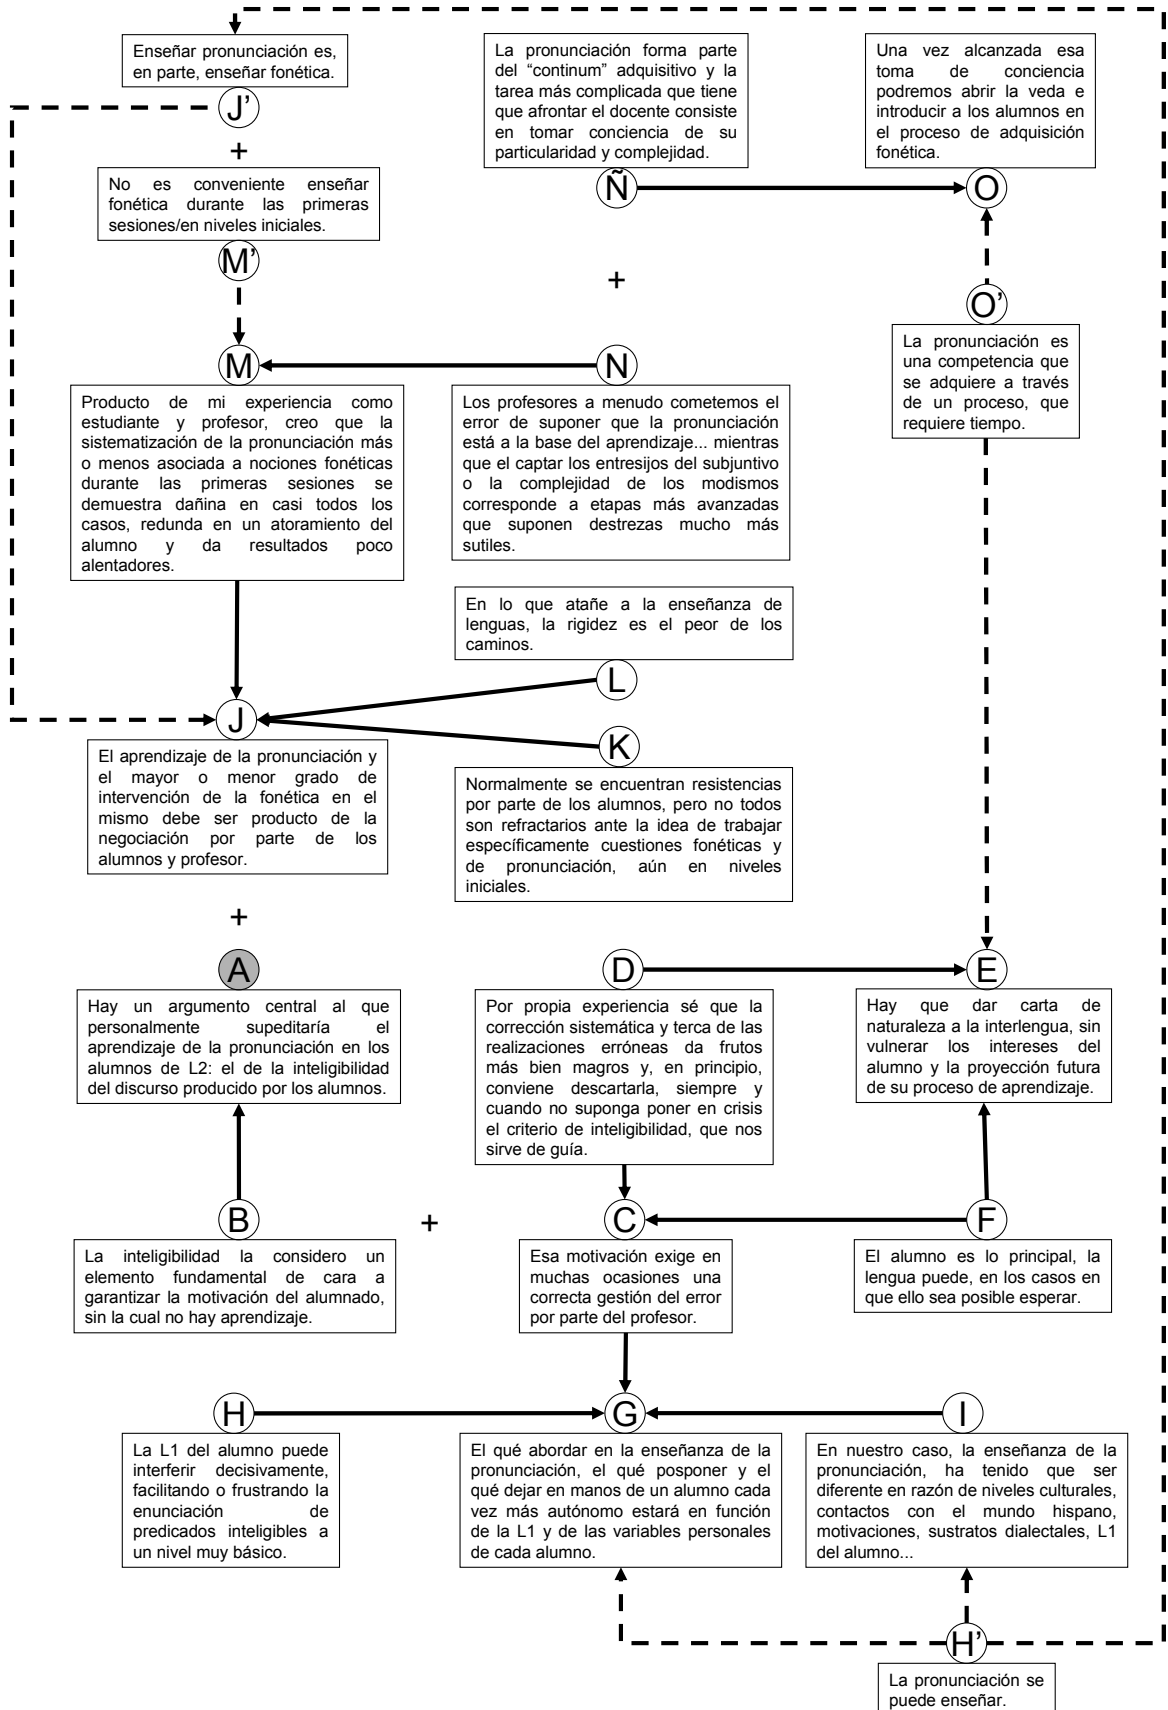 Enseñar pronunciación es,
en parte, enseñar fonética.
J'
+
No es conveniente enseñar
fonética durante las primeras
sesiones/en niveles iniciales.
M'
La pronunciación forma parte
del “continum” adquisitivo y la
tarea más complicada que tiene
que afrontar el docente consiste
en tomar conciencia de su
particularidad y complejidad.
Ñ
Una vez alcanzada esa
toma de conciencia
podremos abrir la veda e
introducir a los alumnos en
el proceso de adquisición
fonética.
O
+
O'
La pronunciación es
una competencia que
se adquiere a través
de un proceso, que
requiere tiempo.
M
Producto de mi experiencia como
estudiante y profesor, creo que la
sistematización de la pronunciación más
o menos asociada a nociones fonéticas
durante las primeras sesiones se
demuestra dañina en casi todos los
casos, redunda en un atoramiento del
alumno y da resultados poco
alentadores.
N
Los profesores a menudo cometemos el
error de suponer que la pronunciación
está a la base del aprendizaje... mientras
que el captar los entresijos del subjuntivo
o la complejidad de los modismos
corresponde a etapas más avanzadas
que suponen destrezas mucho más
sutiles.
En lo que atañe a la enseñanza de
lenguas, la rigidez es el peor de los
caminos.
L
J
El aprendizaje de la pronunciación y
el mayor o menor grado de
intervención de la fonética en el
mismo debe ser producto de la
negociación por parte de los
alumnos y profesor.
K
Normalmente se encuentran resistencias
por parte de los alumnos, pero no todos
son refractarios ante la idea de trabajar
específicamente cuestiones fonéticas y
de pronunciación, aún en niveles
iniciales.
+
A
Hay un argumento central al que
personalmente supeditaría el
aprendizaje de la pronunciación en los
alumnos de L2: el de la inteligibilidad
del discurso producido por los alumnos.
D
Por propia experiencia sé que la
corrección sistemática y terca de las
realizaciones erróneas da frutos
más bien magros y, en principio,
conviene descartarla, siempre y
cuando no suponga poner en crisis
el criterio de inteligibilidad, que nos
sirve de guía.
E
Hay que dar carta de
naturaleza a la interlengua, sin
vulnerar los intereses del
alumno y la proyección futura
de su proceso de aprendizaje.
B
La inteligibilidad la considero un
elemento fundamental de cara a
garantizar la motivación del alumnado,
sin la cual no hay aprendizaje.
+
C
Esa motivación exige en
muchas ocasiones una
correcta gestión del error
por parte del profesor.
F
El alumno es lo principal, la
lengua puede, en los casos en
que ello sea posible esperar.
H
La L1 del alumno puede
interferir decisivamente,
facilitando o frustrando la
enunciación de
predicados inteligibles a
un nivel muy básico.
G
El qué abordar en la enseñanza de la
pronunciación, el qué posponer y el
qué dejar en manos de un alumno cada
vez más autónomo estará en función
de la L1 y de las variables personales
de cada alumno.
I
En nuestro caso, la enseñanza de la
pronunciación, ha tenido que ser
diferente en razón de niveles culturales,
contactos con el mundo hispano,
motivaciones, sustratos dialectales, L1
del alumno...
H'
La pronunciación se
puede enseñar.